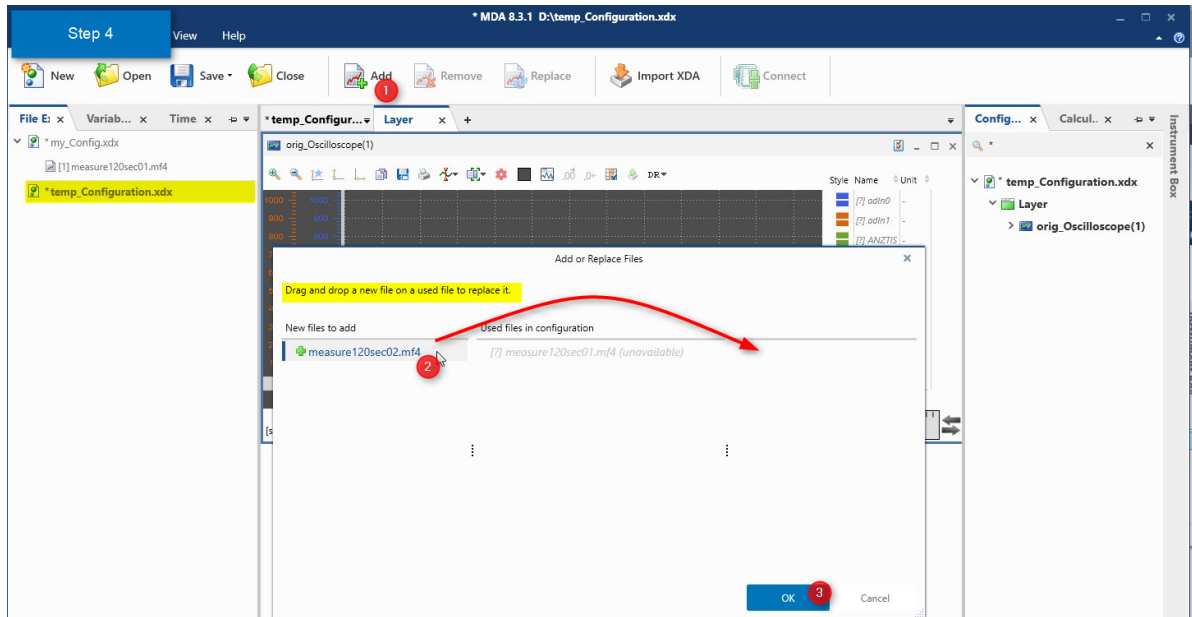 * MDA 8.3.1 D:\temp_Configuration.xdx
Step 4
View Help
New Open Save Close Add Remove Replace Import XDA Connect
1
File E: Variab... Time
*temp_Configur... Layer +
Config... Calcul..
Instrument Box
*my_Config.xdx
[1] measure120sec01.mf4
*temp_Configuration.xdx
orig_Oscilloscope(1)
DR
Style Name Unit
1000 1000
900 900
800 800
[?] adIn0 -
[?] adIn1 -
[?] ANZTIS -
*
* temp_Configuration.xdx
Layer
orig_Oscilloscope(1)
Add or Replace Files
Drag and drop a new file on a used file to replace it.
New files to add Used files in configuration
measure120sec02.mf4 [?] measure120sec01.mf4 (unavailable)
2
OK 3 Cancel